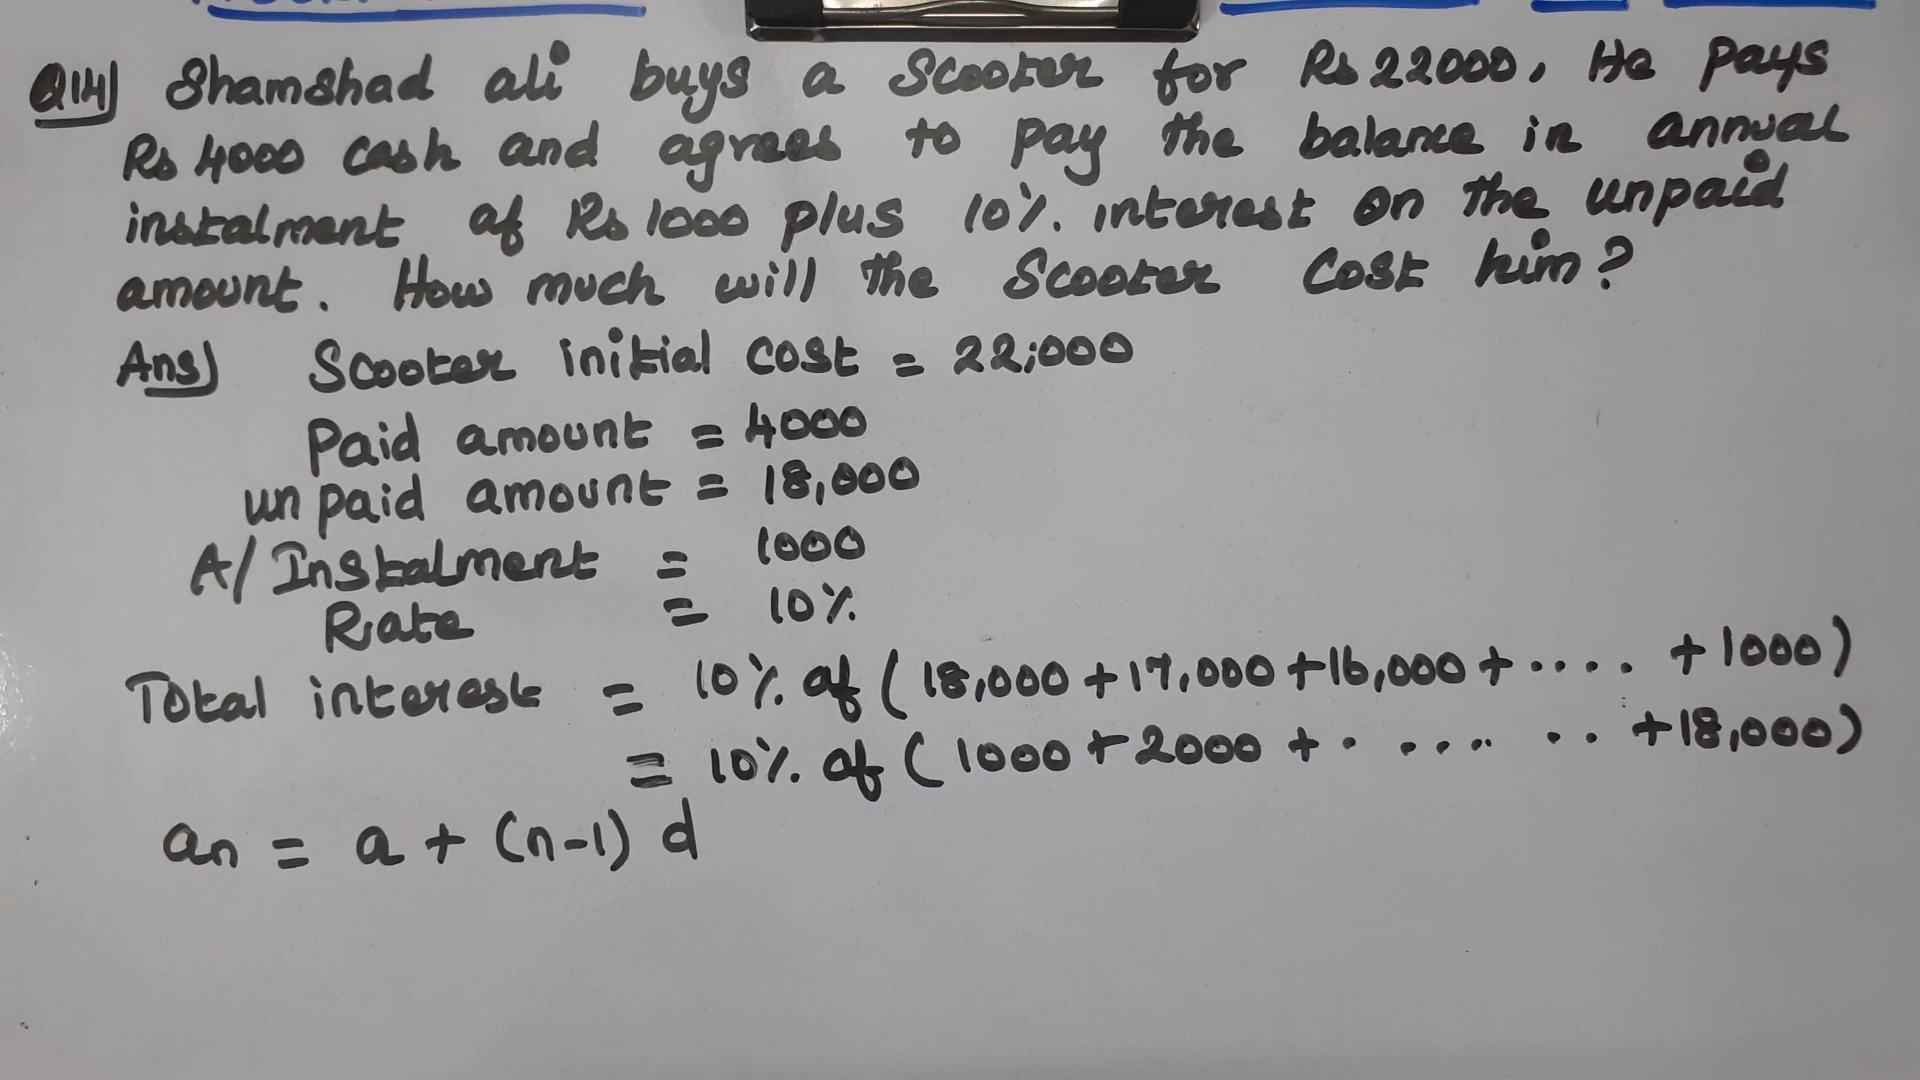 Q14) Shamshad ali buys a Scooter for Rs 22000, He pays
Rs 4000 cash and agrees to pay the balance in annual
instalment of Rs 1000 plus 10%. interest on the unpaid
amount. How much will the Scooter Cost him?
Ans) Scooter initial cost = 22,000
Paid amount = 4000
un paid amount = 18,000
A/ Instalment = 1000
Rate = 10%
Total interest = 10% of (18,000 + 17,000 + 16,000 + .... + 1000)
= 10% of (1000 + 2000 + . .... .. + 18,000)
an = a + (n-1) d